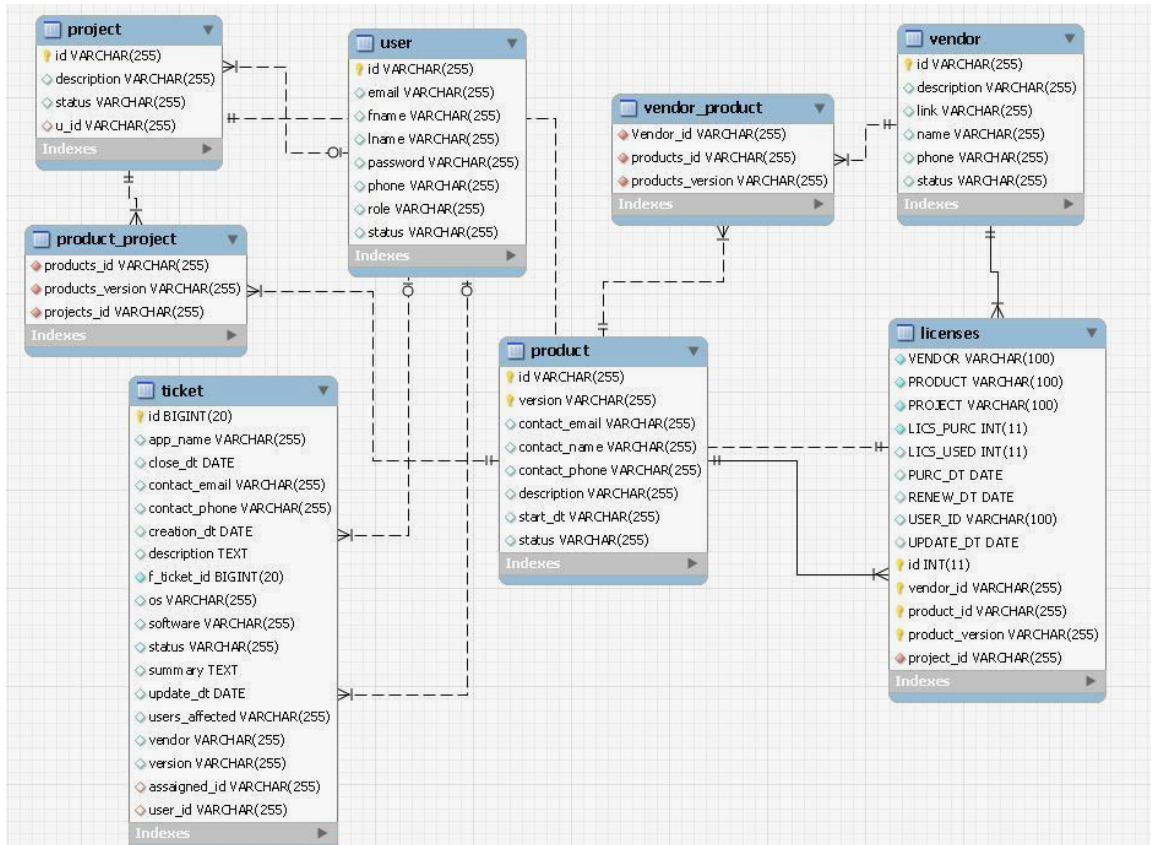 project
id VARCHAR(255)
description VARCHAR(255)
status VARCHAR(255)
u_id VARCHAR(255)
Indexes
user
id VARCHAR(255)
email VARCHAR(255)
fname VARCHAR(255)
lname VARCHAR(255)
password VARCHAR(255)
phone VARCHAR(255)
role VARCHAR(255)
status VARCHAR(255)
Indexes
vendor_product
Vendor_id VARCHAR(255)
products_id VARCHAR(255)
products_version VARCHAR(255)
Indexes
vendor
id VARCHAR(255)
description VARCHAR(255)
link VARCHAR(255)
name VARCHAR(255)
phone VARCHAR(255)
status VARCHAR(255)
Indexes
product_project
products_id VARCHAR(255)
products_version VARCHAR(255)
projects_id VARCHAR(255)
Indexes
ticket
id BIGINT(20)
app_name VARCHAR(255)
close_dt DATE
contact_email VARCHAR(255)
contact_phone VARCHAR(255)
creation_dt DATE
description TEXT
f_ticket_id BIGINT(20)
os VARCHAR(255)
software VARCHAR(255)
status VARCHAR(255)
summary TEXT
update_dt DATE
users_affected VARCHAR(255)
vendor VARCHAR(255)
version VARCHAR(255)
assaigned_id VARCHAR(255)
user_id VARCHAR(255)
Indexes
product
id VARCHAR(255)
version VARCHAR(255)
contact_email VARCHAR(255)
contact_name VARCHAR(255)
contact_phone VARCHAR(255)
description VARCHAR(255)
start_dt VARCHAR(255)
status VARCHAR(255)
Indexes
licenses
VENDOR VARCHAR(100)
PRODUCT VARCHAR(100)
PROJECT VARCHAR(100)
LICS_PURC INT(11)
LICS_USED INT(11)
PURC_DT DATE
RENEW_DT DATE
USER_ID VARCHAR(100)
UPDATE_DT DATE
id INT(11)
vendor_id VARCHAR(255)
product_id VARCHAR(255)
product_version VARCHAR(255)
project_id VARCHAR(255)
Indexes